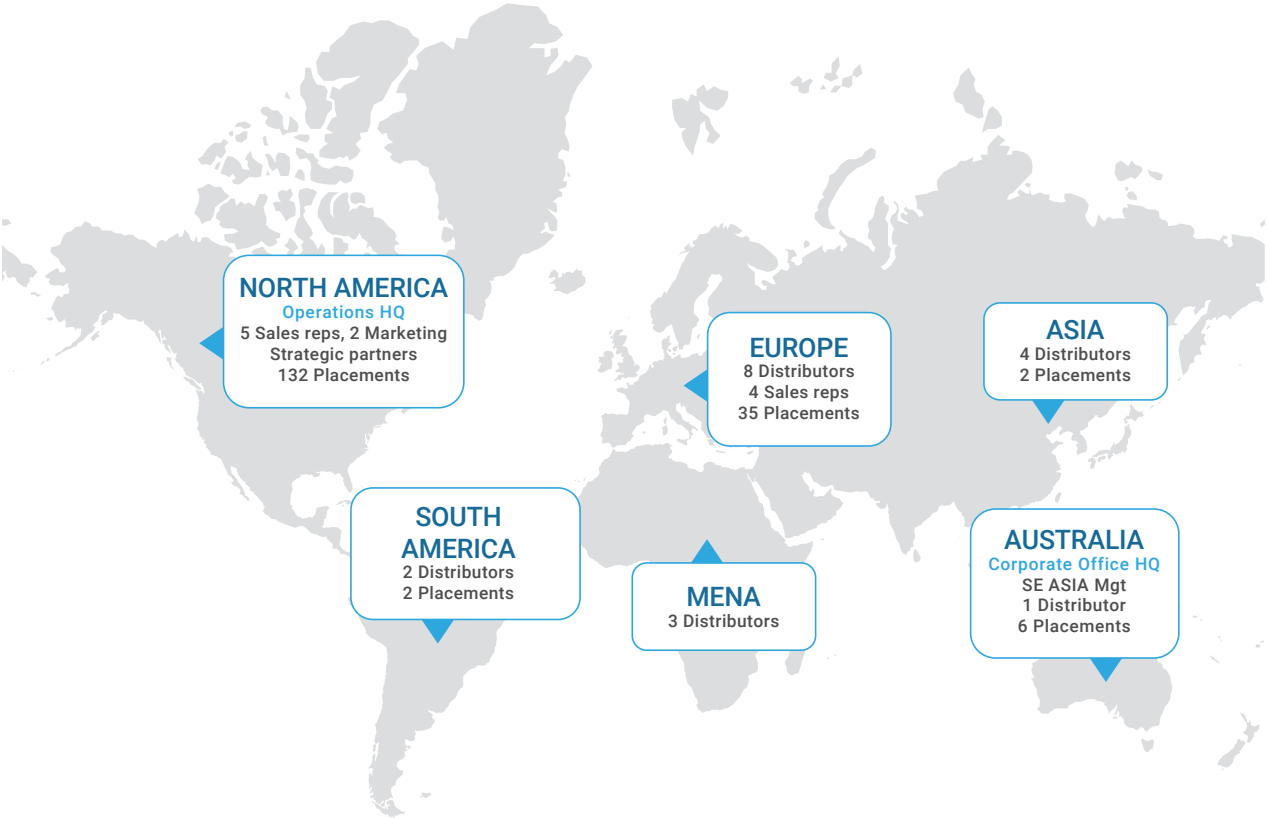 NORTH AMERICA
Operations HQ
5 Sales reps, 2 Marketing
Strategic partners
132 Placements
EUROPE
8 Distributors
4 Sales reps
35 Placements
ASIA
4 Distributors
2 Placements
SOUTH
AMERICA
2 Distributors
2 Placements
MENA
3 Distributors
AUSTRALIA
Corporate Office HQ
SE ASIA Mgt
1 Distributor
6 Placements